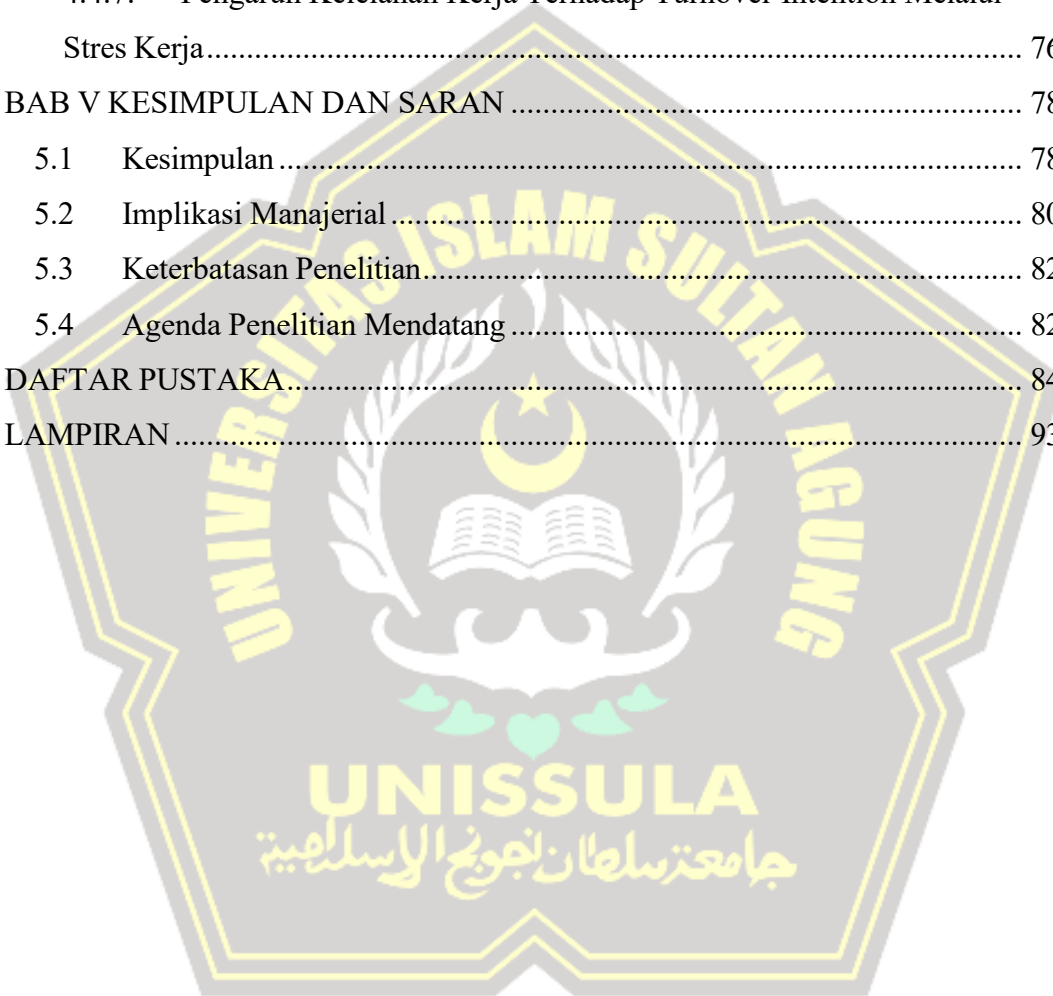 4.4.7. Pengaruh Kelelahan Kerja Terhadap Turnover Intention Melalui
Stres Kerja........................................................................................................ 76
BAB V KESIMPULAN DAN SARAN ................................................................. 78
5.1 Kesimpulan ............................................................................................... 78
5.2 Implikasi Manajerial ................................................................................ 80
5.3 Keterbatasan Penelitian............................................................................ 82
5.4 Agenda Penelitian Mendatang ................................................................. 82
DAFTAR PUSTAKA............................................................................................. 84
LAMPIRAN ........................................................................................................... 93
UNIVERSITAS ISLAM SULTAN AGUNG
UNISSULA
جامعة سلطان أجونج الإسلامية